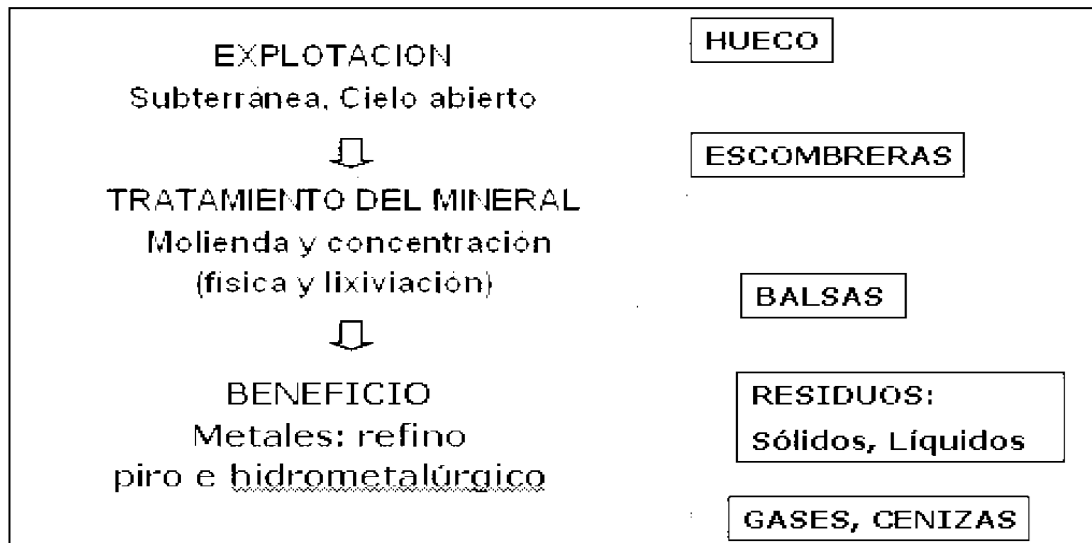 EXPLOTACION
Subterránea, Cielo abierto
TRATAMIENTO DEL MINERAL
Molienda y concentración
(física y lixiviación)
BENEFICIO
Metales: refino
piro e hidrometalúrgico
HUECO
ESCOMBRERAS
BALSAS
RESIDUOS:
Sólidos, Líquidos
GASES, CENIZAS